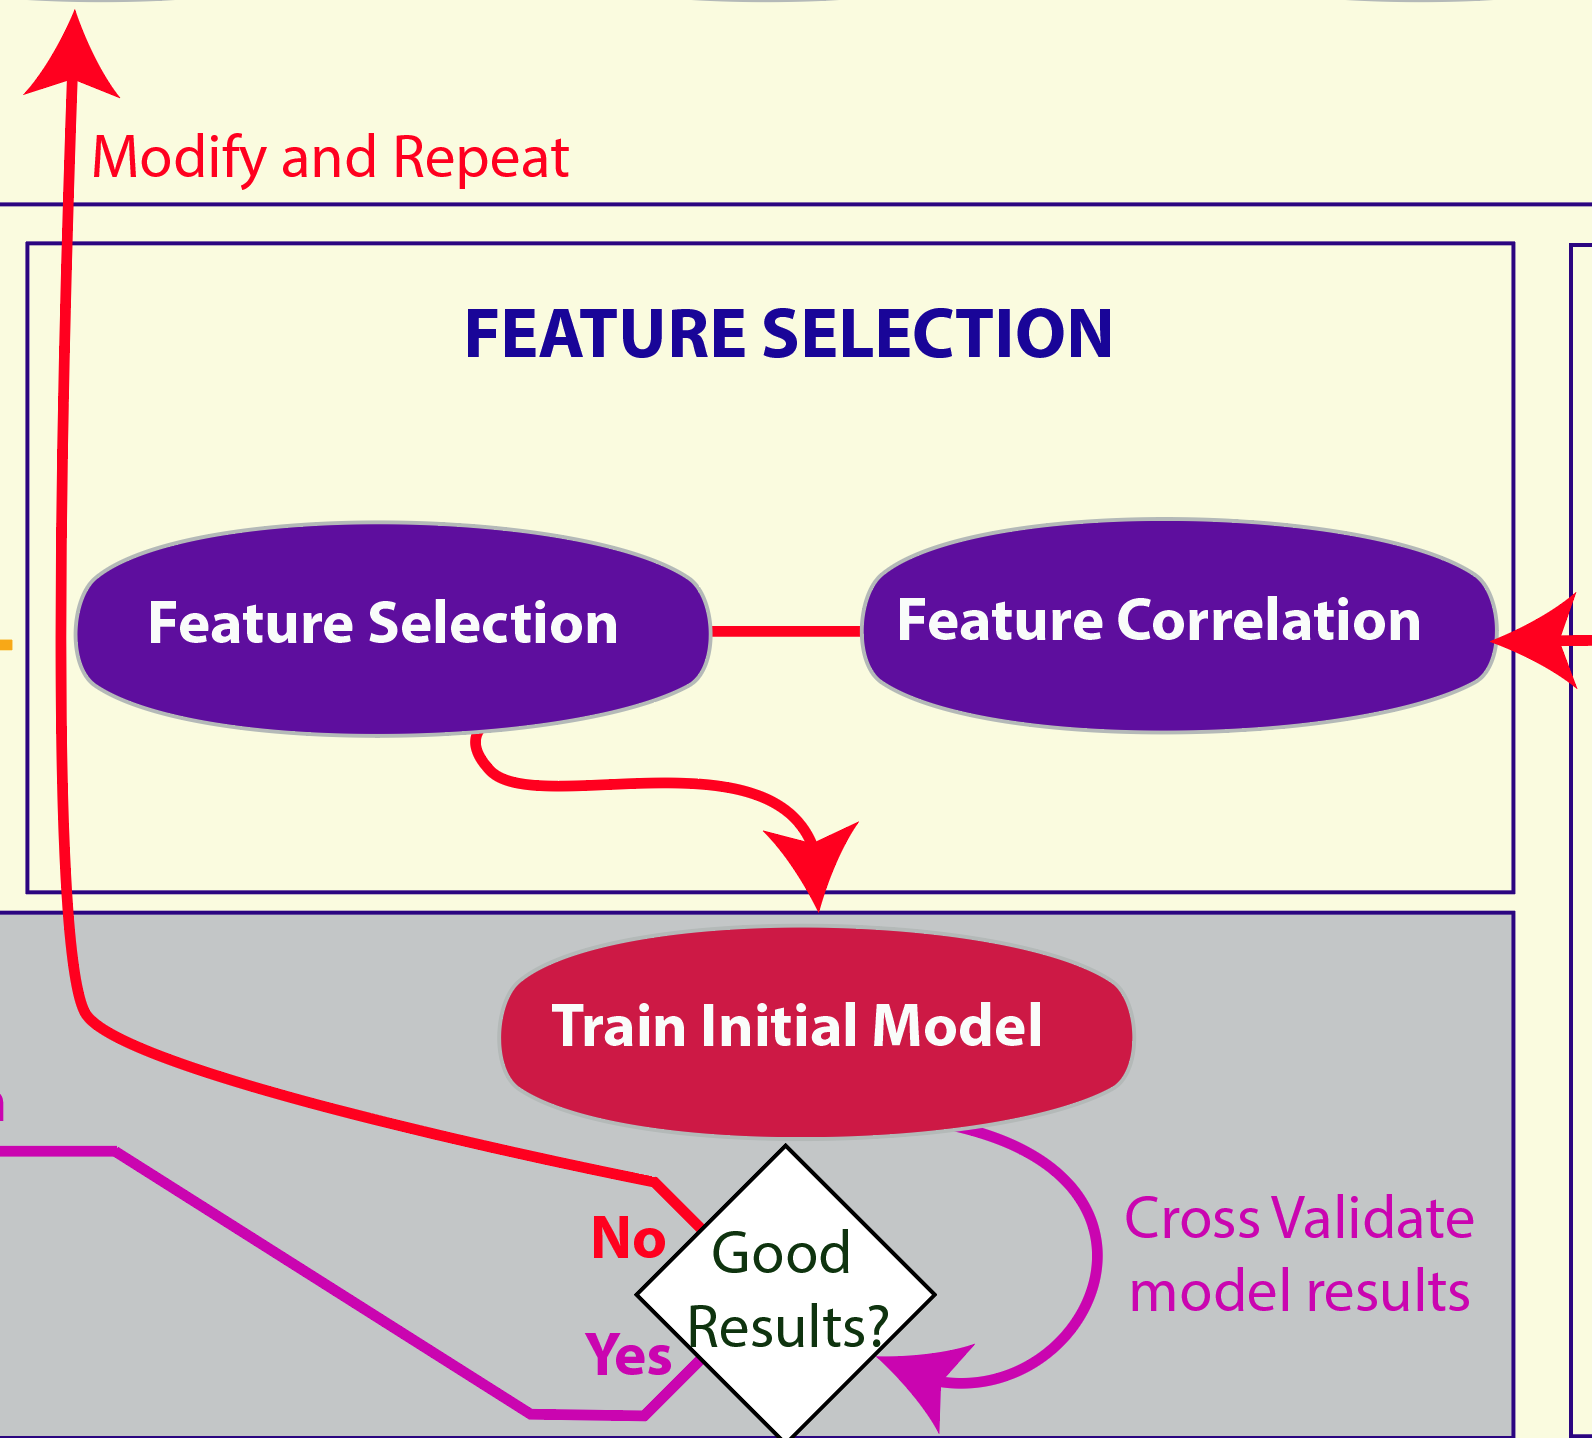 Modify and Repeat
FEATURE SELECTION
Feature Selection
Feature Correlation
Train Initial Model
No
Good
Results?
Yes
Cross Validate
model results